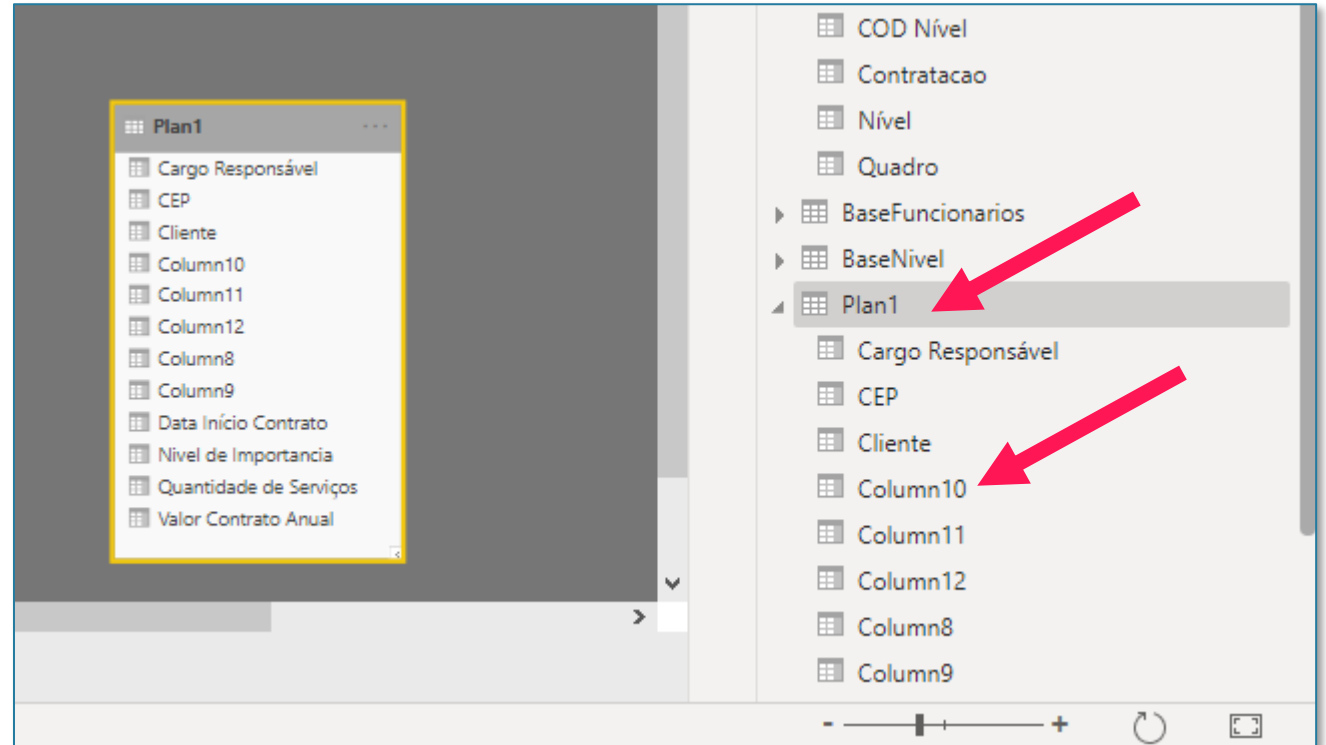 Plan1
Cargo Responsável
CEP
Cliente
Column10
Column11
Column12
Column8
Column9
Data Início Contrato
Nivel de Importancia
Quantidade de Serviços
Valor Contrato Anual
COD Nível
Contratacao
Nível
Quadro
BaseFuncionarios
BaseNivel
Plan1
Cargo Responsável
CEP
Cliente
Column10
Column11
Column12
Column8
Column9